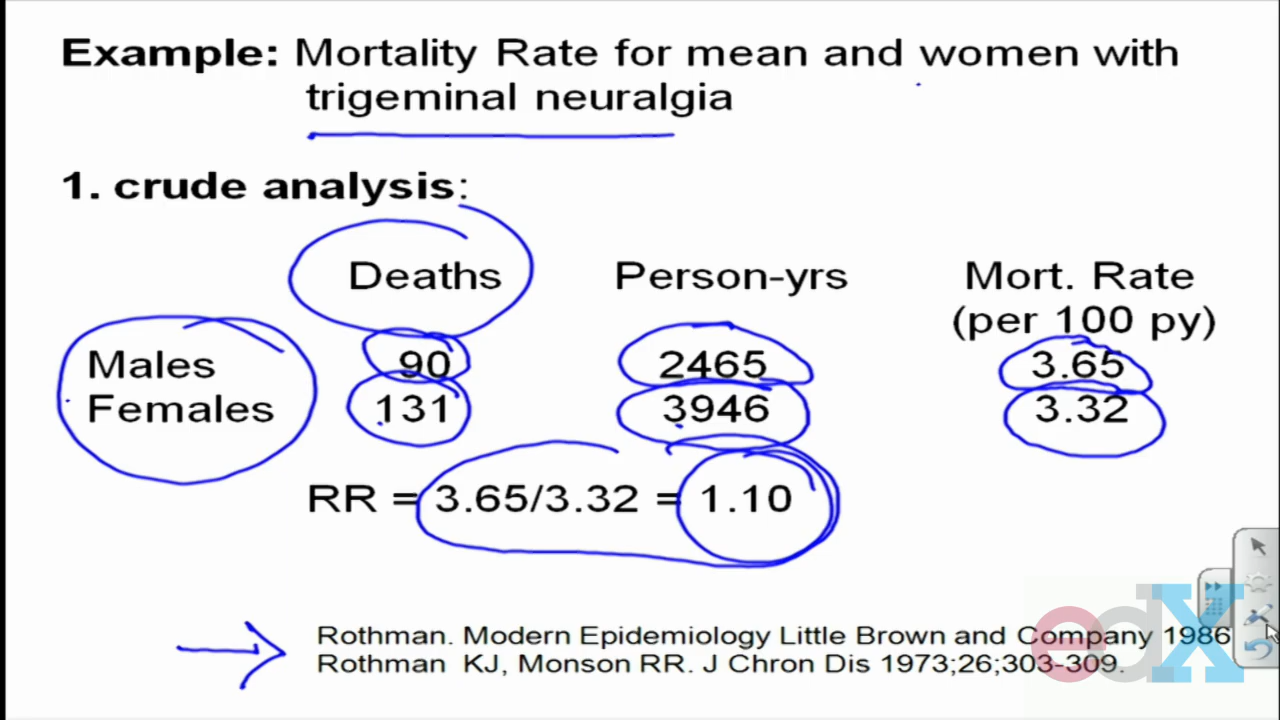 Example: Mortality Rate for mean and women with
trigeminal neuralgia
1. crude analysis:
Deaths Person-yrs Mort. Rate
(per 100 py)
Males 90 2465 3.65
Females 131 3946 3.32
RR = 3.65/3.32 = 1.10
Rothman. Modern Epidemiology Little Brown and Company 1986
Rothman KJ, Monson RR. J Chron Dis 1973;26;303-309.
edX